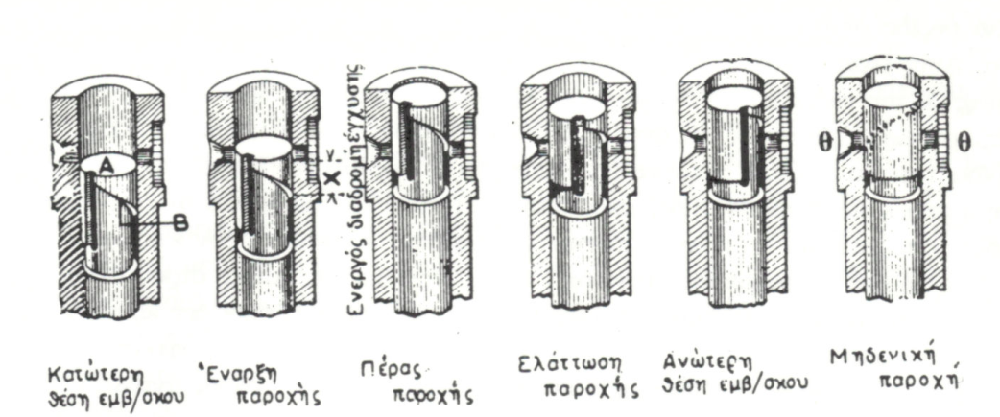 A
B
X
Ενεργός διαδρομή έγχυσης
θ
θ
Κατώτερη
θέση εμβ/σκου
Έναρξη
παροχής
Πέρας
παροχής
Ελάττωση
παροχής
Ανώτερη
θέση εμβ/σκου
Μηδενική
παροχή